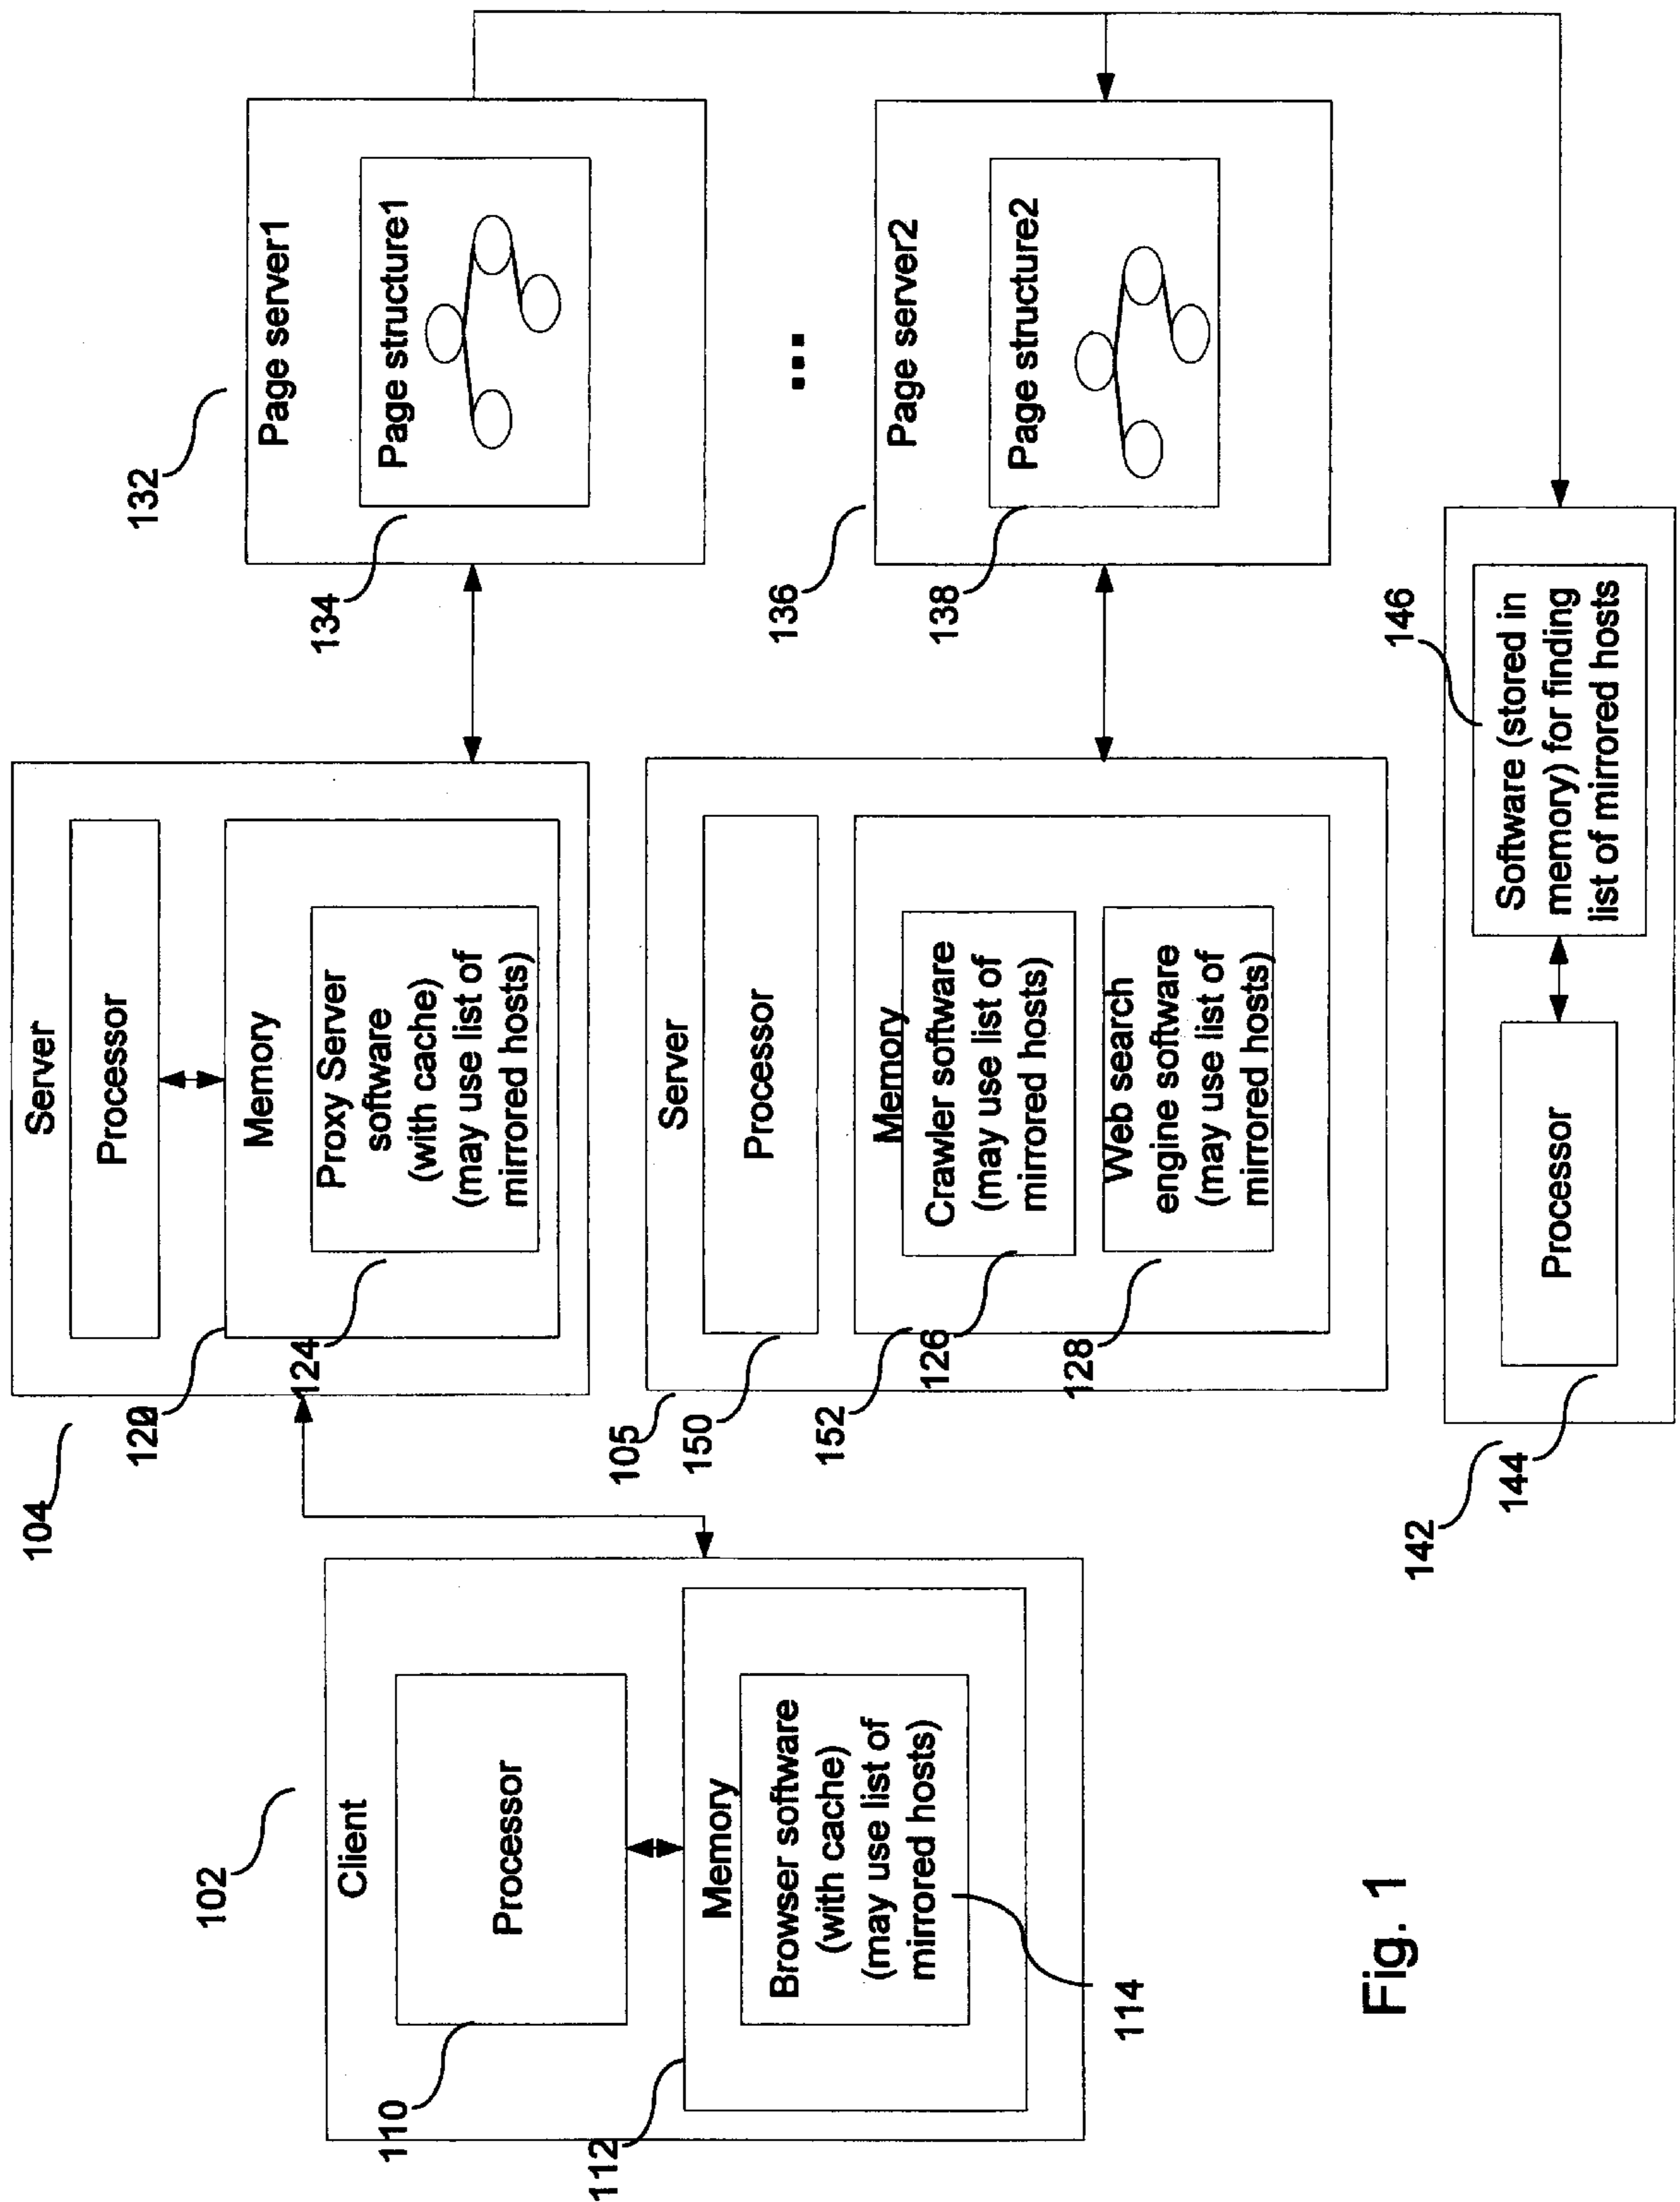 102
Client
Processor
110
Memory
112
Browser software
(with cache)
(may use list of
mirrored hosts)
114
104
Server
Processor
Memory
Proxy Server
software
(with cache)
(may use list of
mirrored hosts)
124
105
Server
Processor
150
Memory
152
Crawler software
(may use list of
mirrored hosts)
126
Web search
engine software
(may use list of
mirrored hosts)
128
132
Page server1
Page structure1
134
...
136
Page server2
Page structure2
138
142
Processor
144
Software (stored in
memory) for finding
list of mirrored hosts
146
Fig. 1